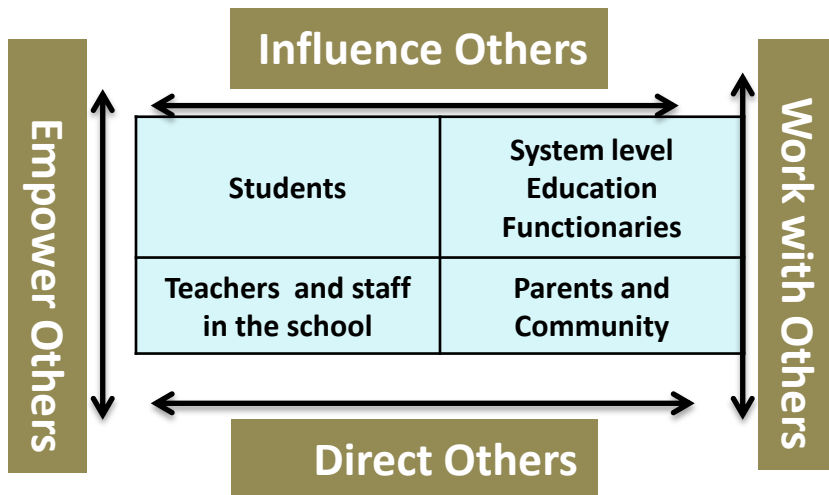 Influence Others
Empower Others
Students
System level
Education
Functionaries
Teachers and staff
in the school
Parents and
Community
Work with Others
Direct Others